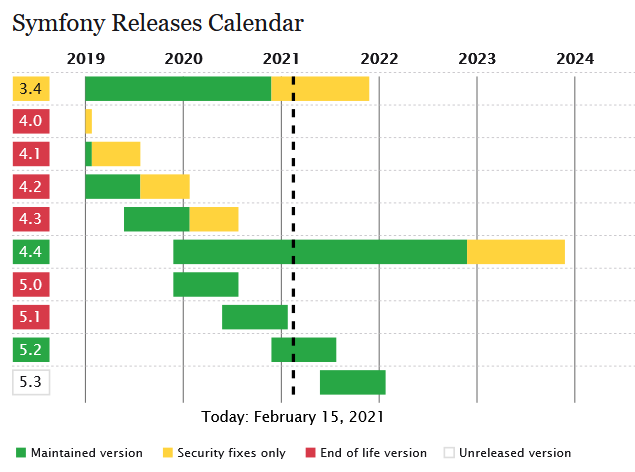 Symfony Releases Calendar
2019 2020 2021 2022 2023 2024
3.4
4.0
4.1
4.2
4.3
4.4
5.0
5.1
5.2
5.3
Today: February 15, 2021
Maintained version Security fixes only End of life version Unreleased version